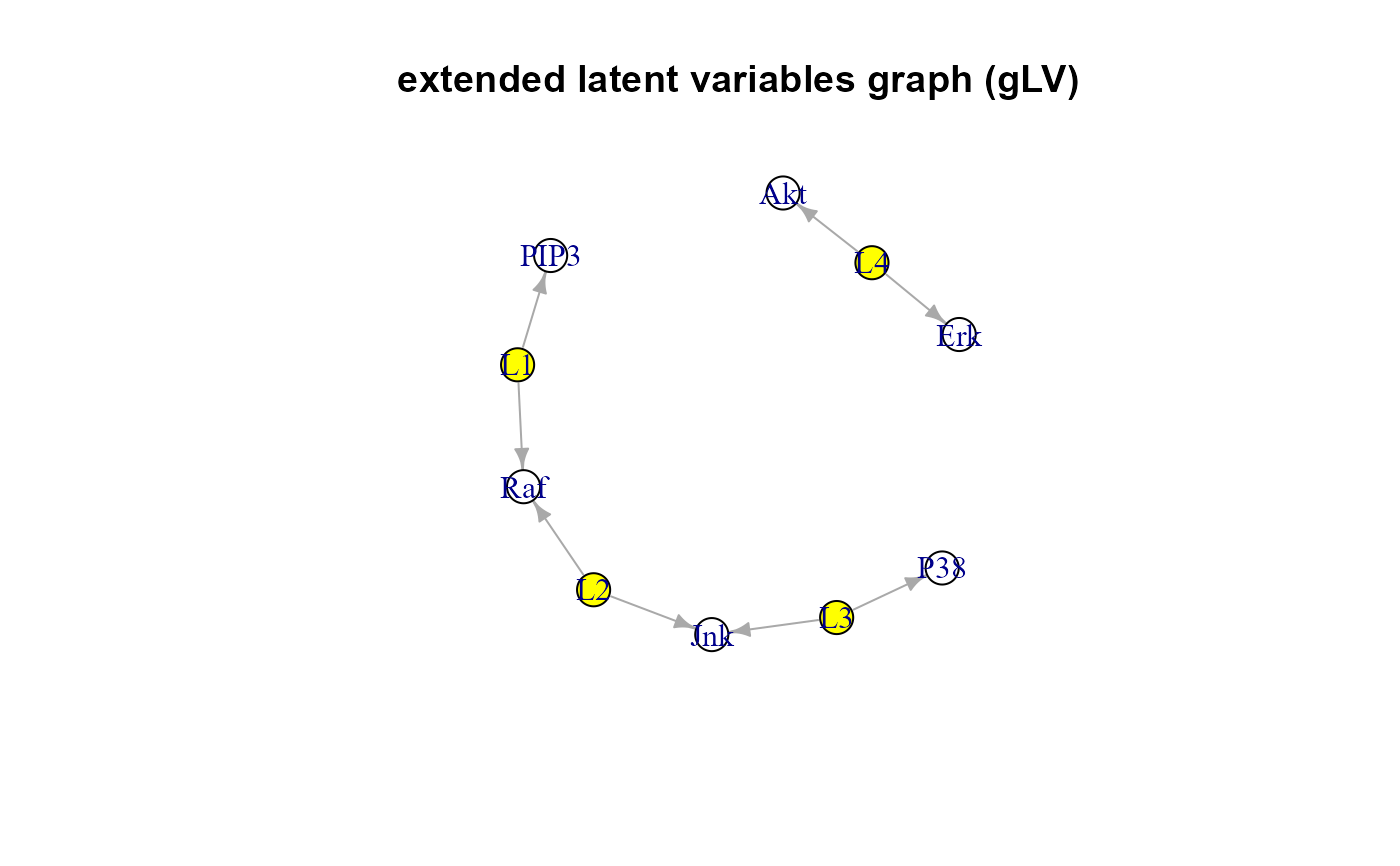 extended latent variables graph (gLV)
Akt
PIP3
L4
Erk
L1
Raf
P38
L2
L3
Jnk